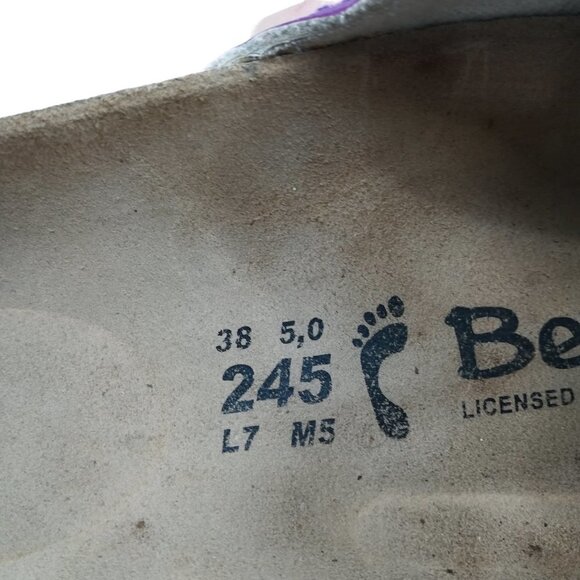 38 5,0
245
L7 M5
Be
LICENSED